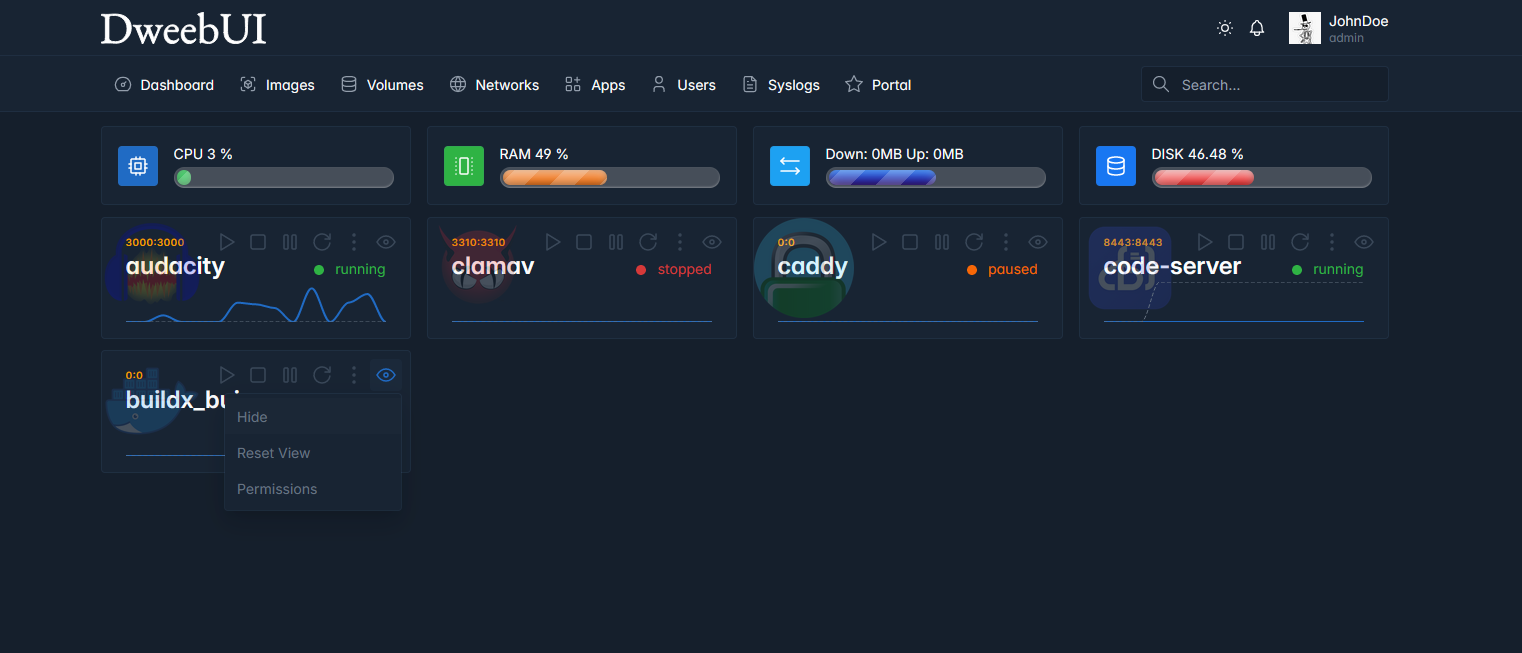 DweebUI
JohnDoe
admin
Dashboard Images Volumes Networks Apps Users Syslogs Portal Search...
CPU 3 % RAM 49 % Down: 0MB Up: 0MB DISK 46.48 %
3000:3000 3310:3310 0:0 8443:8443
audacity running clamav stopped caddy paused code-server running
0:0
buildx_bui
Hide
Reset View
Permissions